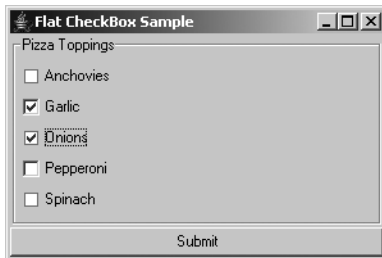 Flat CheckBox Sample
Pizza Toppings
Anchovies
Garlic
Onions
Pepperoni
Spinach
Submit